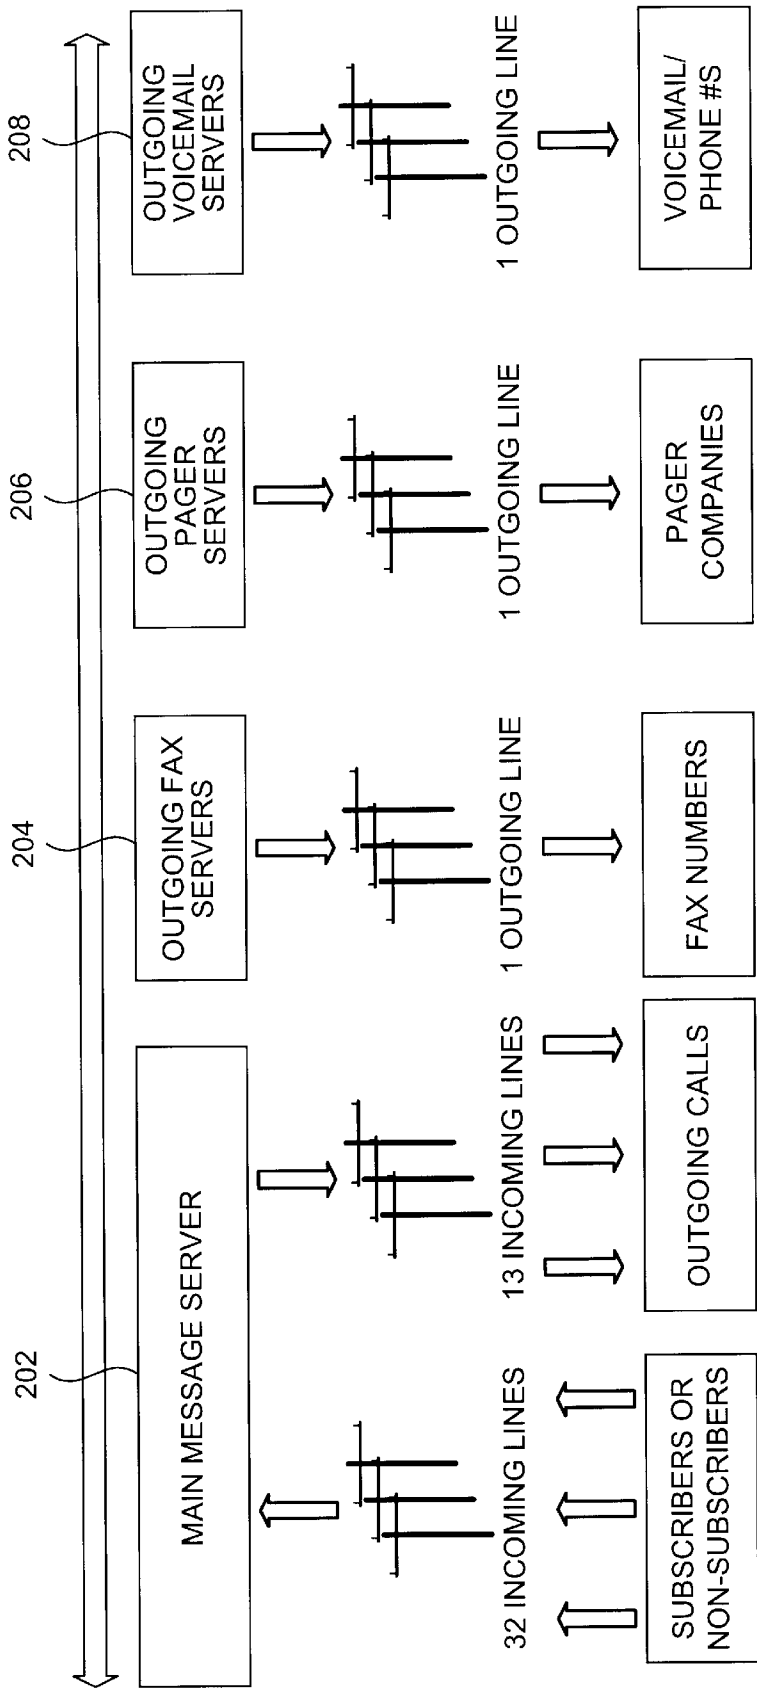 202
204
206
208
MAIN MESSAGE SERVER
OUTGOING FAX
SERVERS
OUTGOING
PAGER
SERVERS
OUTGOING
VOICEMAIL
SERVERS
32 INCOMING LINES
13 INCOMING LINES
1 OUTGOING LINE
1 OUTGOING LINE
1 OUTGOING LINE
SUBSCRIBERS OR
NON-SUBSCRIBERS
OUTGOING CALLS
FAX NUMBERS
PAGER
COMPANIES
VOICEMAIL/
PHONE #S